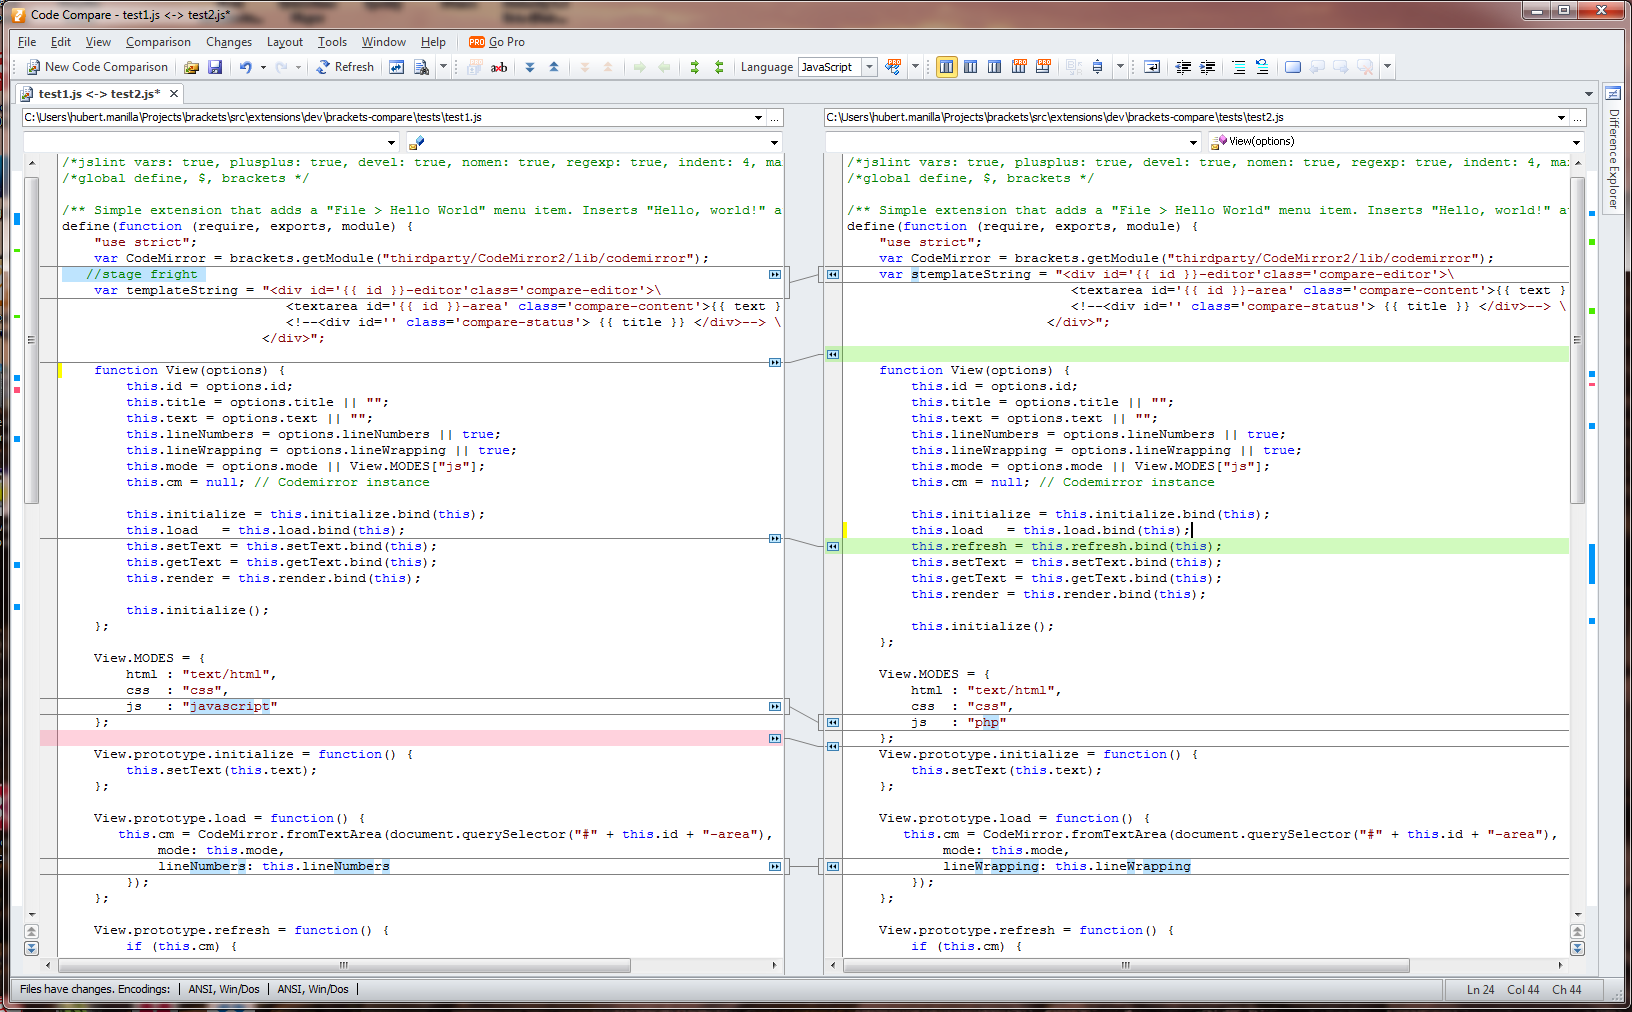 Code Compare - test1.js <-> test2.js*
File Edit View Comparison Changes Layout Tools Window Help PRO Go Pro
New Code Comparison Refresh Language JavaScript
test1.js <-> test2.js*
C:\Users\hubert.manilla\Projects\brackets\src\extensions\dev\brackets-compare\tests\test1.js
/*jslint vars: true, plusplus: true, devel: true, nomen: true, regexp: true, indent: 4, ma
/*global define, $, brackets */
/** Simple extension that adds a "File > Hello World" menu item. Inserts "Hello, world!" a
define(function (require, exports, module) {
"use strict";
var CodeMirror = brackets.getModule("thirdparty/CodeMirror2/lib/codemirror");
//stage fright
var templateString = "<div id='{{ id }}-editor'class='compare-editor'>\
<textarea id='{{ id }}-area' class='compare-content'>{{ text }
<!--<div id='' class='compare-status'> {{ title }} </div>--> \
</div>";
function View(options) {
this.id = options.id;
this.title = options.title || "";
this.text = options.text || "";
this.lineNumbers = options.lineNumbers || true;
this.lineWrapping = options.lineWrapping || true;
this.mode = options.mode || View.MODES["js"];
this.cm = null; // Codemirror instance
this.initialize = this.initialize.bind(this);
this.load   = this.load.bind(this);
this.setText = this.setText.bind(this);
this.getText = this.getText.bind(this);
this.render = this.render.bind(this);
this.initialize();
};
View.MODES = {
html : "text/html",
css  : "css",
js   : "javascript"
};
View.prototype.initialize = function() {
this.setText(this.text);
};
View.prototype.load = function() {
this.cm = CodeMirror.fromTextArea(document.querySelector("#" + this.id + "-area"),
mode: this.mode,
lineNumbers: this.lineNumbers
});
};
View.prototype.refresh = function() {
if (this.cm) {
C:\Users\hubert.manilla\Projects\brackets\src\extensions\dev\brackets-compare\tests\test2.js
View(options)
/*jslint vars: true, plusplus: true, devel: true, nomen: true, regexp: true, indent: 4, ma
/*global define, $, brackets */
/** Simple extension that adds a "File > Hello World" menu item. Inserts "Hello, world!" a
define(function (require, exports, module) {
"use strict";
var CodeMirror = brackets.getModule("thirdparty/CodeMirror2/lib/codemirror");
var stemplateString = "<div id='{{ id }}-editor'class='compare-editor'>\
<textarea id='{{ id }}-area' class='compare-content'>{{ text }
<!--<div id='' class='compare-status'> {{ title }} </div>--> \
</div>";
function View(options) {
this.id = options.id;
this.title = options.title || "";
this.text = options.text || "";
this.lineNumbers = options.lineNumbers || true;
this.lineWrapping = options.lineWrapping || true;
this.mode = options.mode || View.MODES["js"];
this.cm = null; // Codemirror instance
this.initialize = this.initialize.bind(this);
this.load   = this.load.bind(this);
this.refresh = this.refresh.bind(this);
this.setText = this.setText.bind(this);
this.getText = this.getText.bind(this);
this.render = this.render.bind(this);
this.initialize();
};
View.MODES = {
html : "text/html",
css  : "css",
js   : "php"
};
View.prototype.initialize = function() {
this.setText(this.text);
};
View.prototype.load = function() {
this.cm = CodeMirror.fromTextArea(document.querySelector("#" + this.id + "-area"),
mode: this.mode,
lineWrapping: this.lineWrapping
});
};
View.prototype.refresh = function() {
if (this.cm) {
Difference Explorer
Files have changes. Encodings: | ANSI, Win/Dos | ANSI, Win/Dos |
Ln 24 Col 44 Ch 44